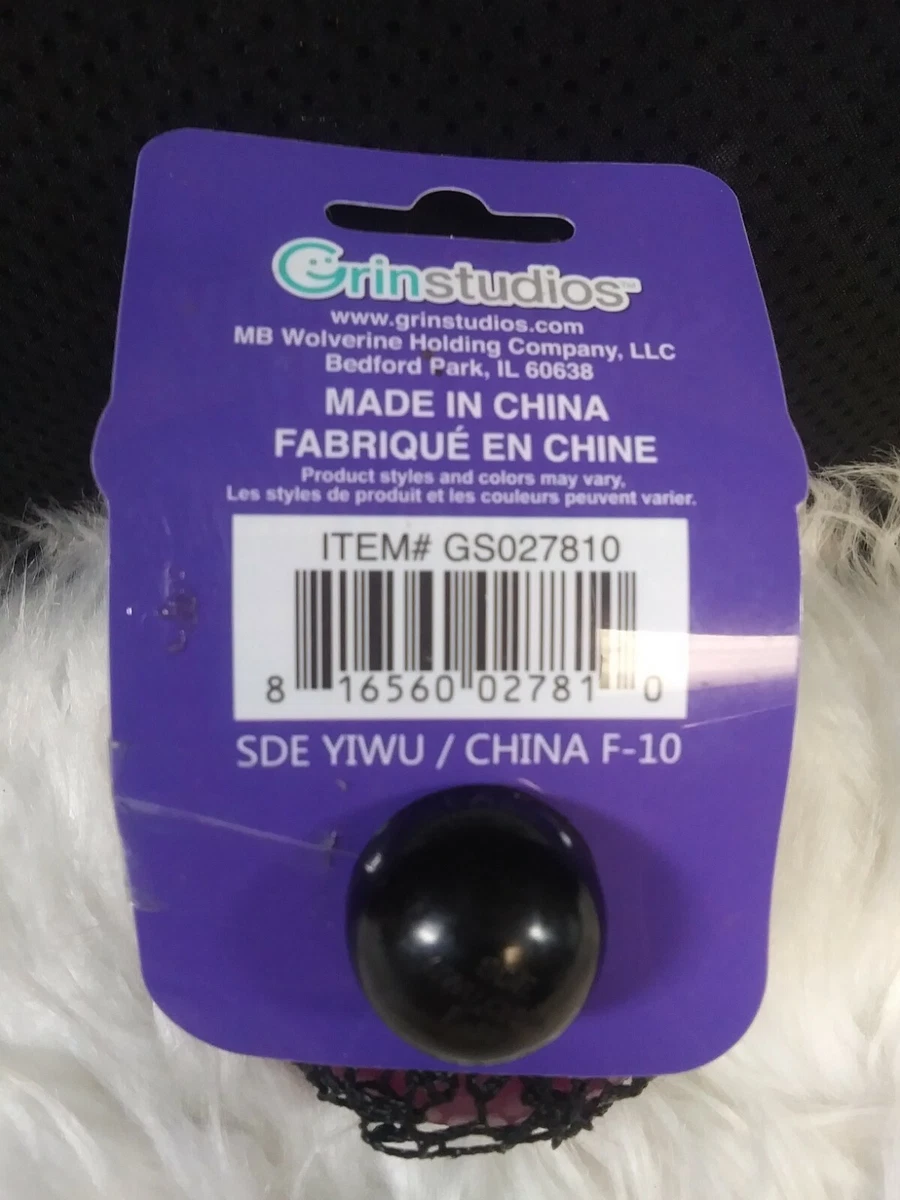 Grinstudios™
www.grinstudios.com
MB Wolverine Holding Company, LLC
Bedford Park, IL 60638
MADE IN CHINA
FABRIQUÉ EN CHINE
Product styles and colors may vary,
Les styles de produit et les couleurs peuvent varier.
ITEM# GS027810
8 16560 02781 0
SDE YIWU / CHINA F-10